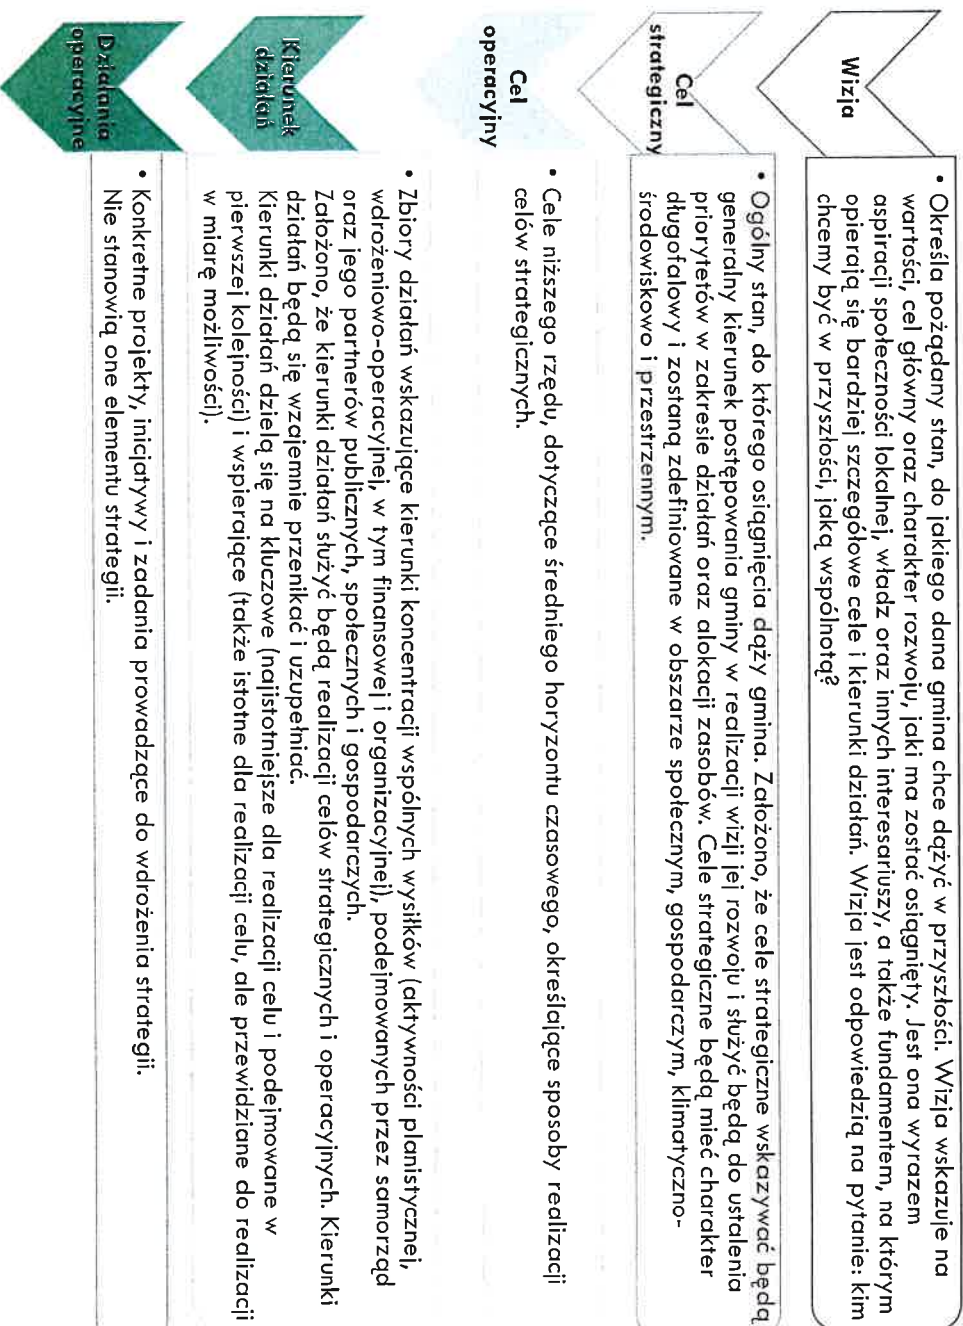 Wizja
• Określa pożądany stan, do jakiego dana gmina chce dążyć w przyszłości. Wizja wskazuje na
wartości, cel główny oraz charakter rozwoju, jaki ma zostać osiągnięty. Jest ona wyrazem
aspiracji społeczności lokalnej, władz oraz innych interesariuszy, a także fundamentem, na którym
opierają się bardziej szczegółowe cele i kierunki działań. Wizja jest odpowiedzią na pytanie: kim
chcemy być w przyszłości, jaką wspólnotą?
Cel
strategiczny
• Ogólny stan, do którego osiągnięcia dąży gmina. Założono, że cele strategiczne wskazywać będą
generalny kierunek postępowania gminy w realizacji wizji jej rozwoju i służyć będą do ustalenia
priorytetów w zakresie działań oraz alokacji zasobów. Cele strategiczne będą mieć charakter
długofalowy i zostaną zdefiniowane w obszarze społecznym, gospodarczym, klimatyczno-
środowiskowo i przestrzennym.
Cel
operacyjny
• Cele niższego rzędu, dotyczące średniego horyzontu czasowego, określające sposoby realizacji
celów strategicznych.
Kierunek
działań
• Zbiory działań wskazujące kierunki koncentracji wspólnych wysiłków (aktywności planistycznej,
wdrożeniowo-operacyjnej, w tym finansowej i organizacyjnej), podejmowanych przez samorząd
oraz jego partnerów publicznych, społecznych i gospodarczych.
Założono, że kierunki działań służyć będą realizacji celów strategicznych i operacyjnych. Kierunki
działań będą się wzajemnie przenikać i uzupełniać.
Kierunki działań dzielą się na kluczowe (najistotniejsze dla realizacji celu i podejmowane w
pierwszej kolejności) i wspierające (także istotne dla realizacji celu, ale przewidziane do realizacji
w miarę możliwości).
Działania
operacyjne
• Konkretne projekty, inicjatywy i zadania prowadzące do wdrożenia strategii.
Nie stanowią one elementu strategii.